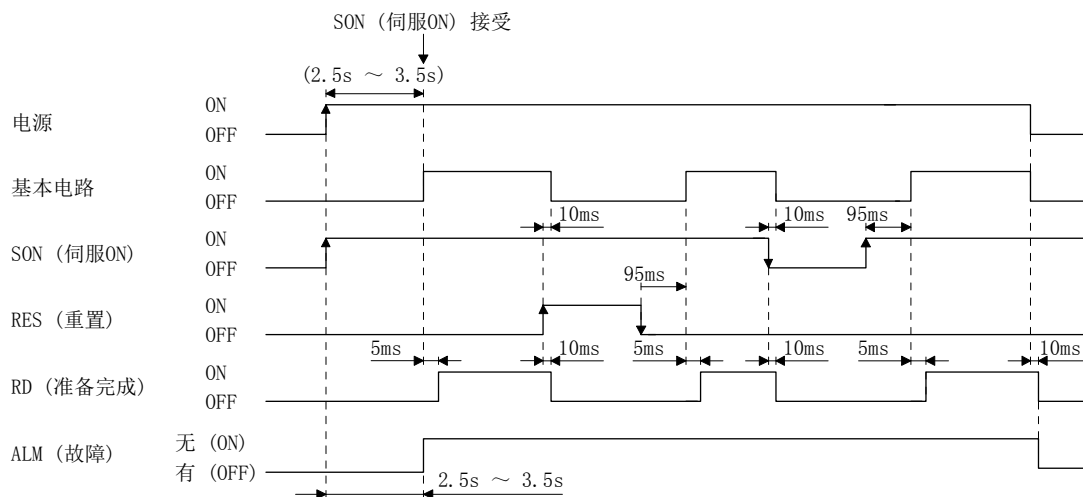 SON (伺服ON) 接受
(2.5s ～ 3.5s)
电源 ON
OFF
基本电路 ON
OFF
10ms 10ms 95ms
SON (伺服ON) ON
OFF
95ms
RES (重置) ON
OFF
5ms 10ms 5ms 10ms 5ms 10ms
RD (准备完成) ON
OFF
ALM (故障) 无 (ON)
有 (OFF)
2.5s ～ 3.5s